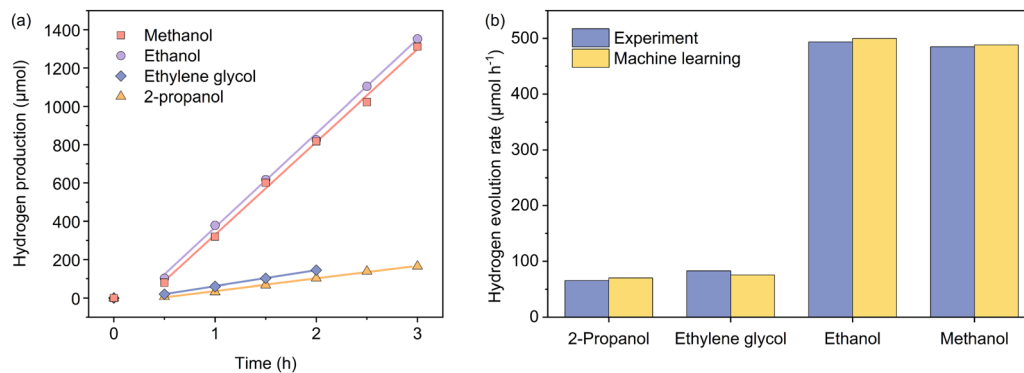 (a)
Hydrogen production (μmol)
1400
1200
1000
800
600
400
200
0
Methanol
Ethanol
Ethylene glycol
2-propanol
0
1
2
3
Time (h)
(b)
Hydrogen evolution rate (μmol h⁻¹)
500
400
300
200
100
0
Experiment
Machine learning
2-Propanol
Ethylene glycol
Ethanol
Methanol